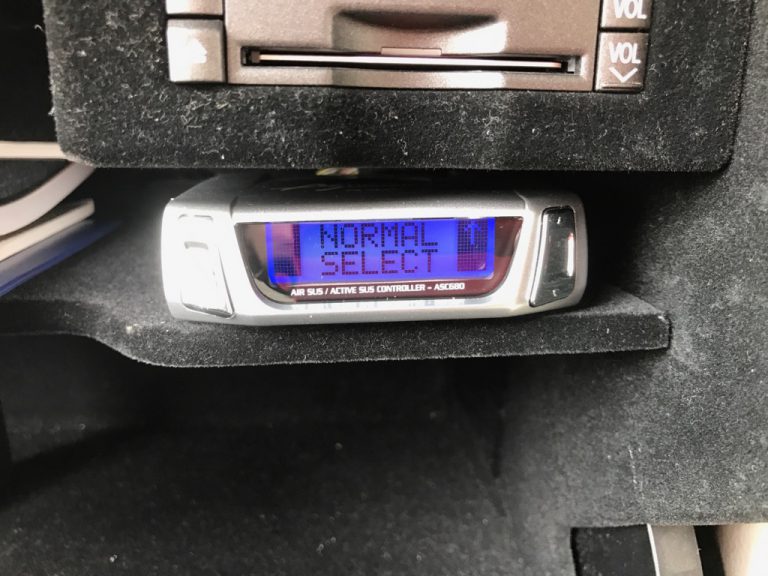 VOL
VOL
NORMAL
SELECT
AIR SUS / ACTIVE SUS CONTROLLER - ASC680